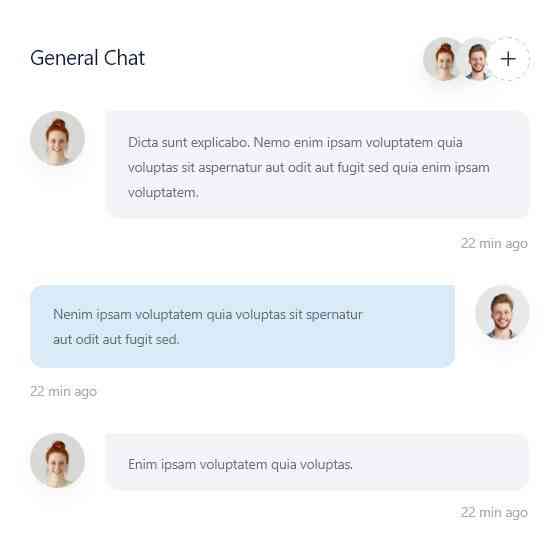 General Chat
Dicta sunt explicabo. Nemo enim ipsam voluptatem quia
voluptas sit aspernatur aut odit aut fugit sed quia enim ipsam
voluptatem.
22 min ago
Nenim ipsam voluptatem quia voluptas sit spernatur
aut odit aut fugit sed.
22 min ago
Enim ipsam voluptatem quia voluptas.
22 min ago